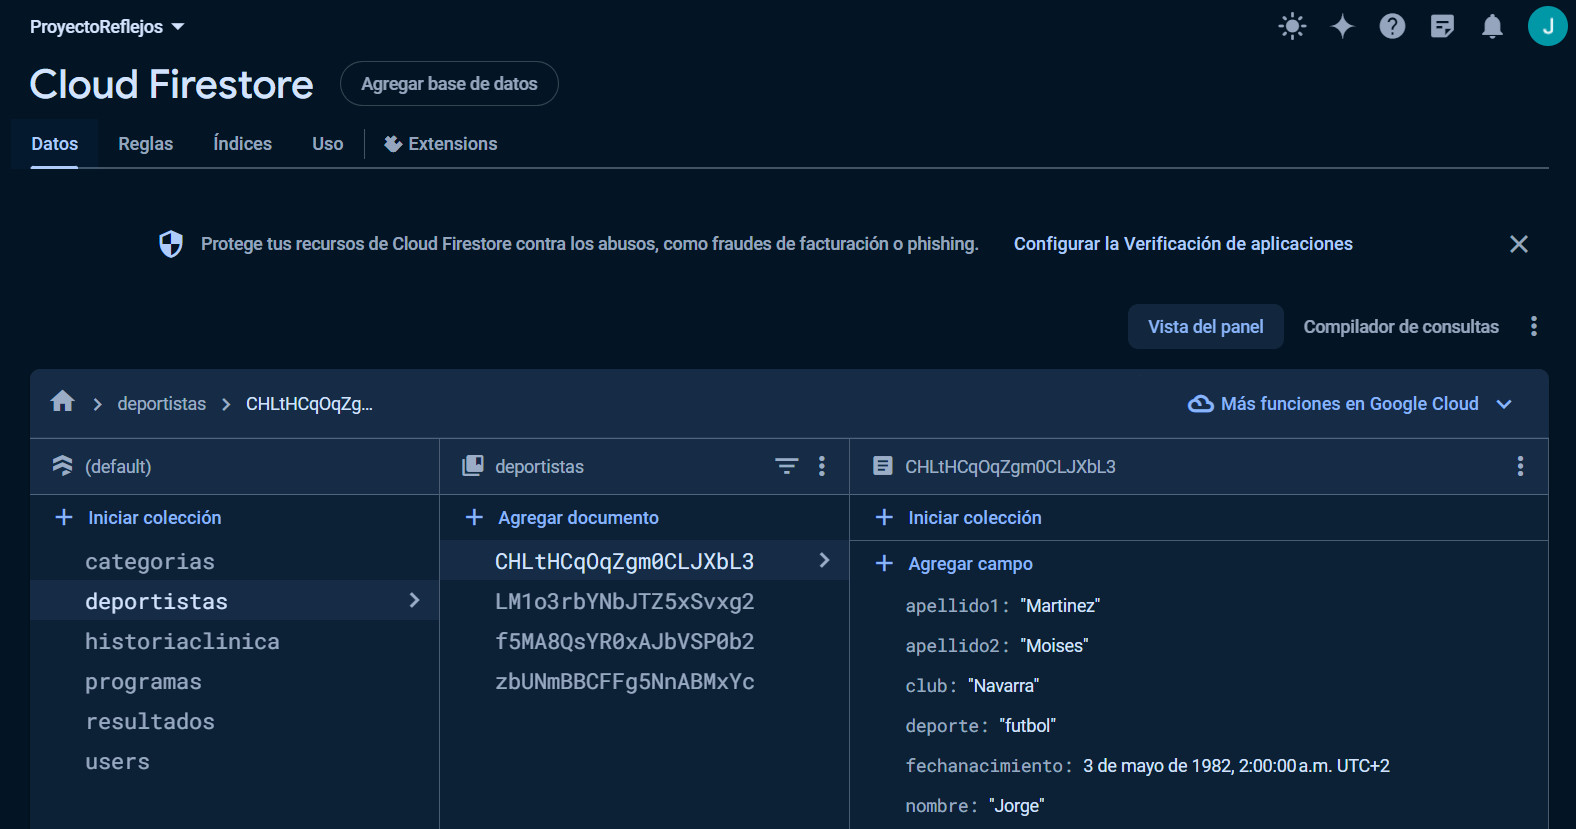 ProyectoReflejos
J
Cloud Firestore
Agregar base de datos
Datos
Reglas
Índices
Uso
Extensions
Protege tus recursos de Cloud Firestore contra los abusos, como fraudes de facturación o phishing.
Configurar la Verificación de aplicaciones
Vista del panel
Compilador de consultas
deportistas
CHLtHCqOqZg...
Más funciones en Google Cloud
(default)
Iniciar colección
categorias
deportistas
historiaclinica
programas
resultados
users
deportistas
Agregar documento
CHLtHCqOqZgm0CLJXbL3
LM1o3rbYNbJTZ5xSvxg2
f5MA8QsYR0xAJbVSP0b2
zbUNmBBCFFg5NnABMxYc
CHLtHCqOqZgm0CLJXbL3
Iniciar colección
Agregar campo
apellido1: "Martinez"
apellido2: "Moises"
club: "Navarra"
deporte: "futbol"
fechanacimiento: 3 de mayo de 1982, 2:00:00 a.m. UTC+2
nombre: "Jorge"